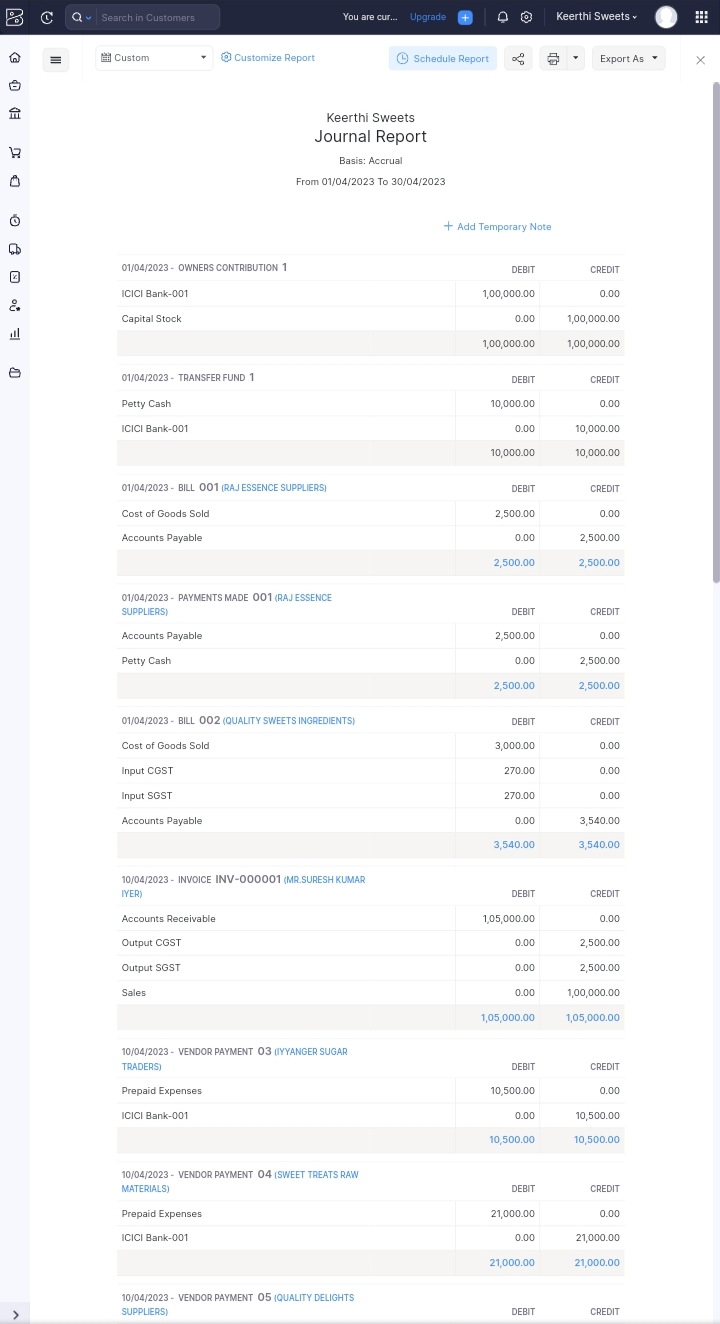 Search in Customers
You are cur...
Upgrade
Keerthi Sweets
Custom
Customize Report
Schedule Report
Export As
Keerthi Sweets
Journal Report
Basis: Accrual
From 01/04/2023 To 30/04/2023
+ Add Temporary Note
01/04/2023 - OWNERS CONTRIBUTION 1 DEBIT CREDIT
ICICI Bank-001 1,00,000.00 0.00
Capital Stock 0.00 1,00,000.00
1,00,000.00 1,00,000.00
01/04/2023 - TRANSFER FUND 1 DEBIT CREDIT
Petty Cash 10,000.00 0.00
ICICI Bank-001 0.00 10,000.00
10,000.00 10,000.00
01/04/2023 - BILL 001 (RAJ ESSENCE SUPPLIERS) DEBIT CREDIT
Cost of Goods Sold 2,500.00 0.00
Accounts Payable 0.00 2,500.00
2,500.00 2,500.00
01/04/2023 - PAYMENTS MADE 001 (RAJ ESSENCE
SUPPLIERS) DEBIT CREDIT
Accounts Payable 2,500.00 0.00
Petty Cash 0.00 2,500.00
2,500.00 2,500.00
01/04/2023 - BILL 002 (QUALITY SWEETS INGREDIENTS) DEBIT CREDIT
Cost of Goods Sold 3,000.00 0.00
Input CGST 270.00 0.00
Input SGST 270.00 0.00
Accounts Payable 0.00 3,540.00
3,540.00 3,540.00
10/04/2023 - INVOICE INV-000001 (MR.SURESH KUMAR
IYER) DEBIT CREDIT
Accounts Receivable 1,05,000.00 0.00
Output CGST 0.00 2,500.00
Output SGST 0.00 2,500.00
Sales 0.00 1,00,000.00
1,05,000.00 1,05,000.00
10/04/2023 - VENDOR PAYMENT 03 (IYYANGER SUGAR
TRADERS) DEBIT CREDIT
Prepaid Expenses 10,500.00 0.00
ICICI Bank-001 0.00 10,500.00
10,500.00 10,500.00
10/04/2023 - VENDOR PAYMENT 04 (SWEET TREATS RAW
MATERIALS) DEBIT CREDIT
Prepaid Expenses 21,000.00 0.00
ICICI Bank-001 0.00 21,000.00
21,000.00 21,000.00
10/04/2023 - VENDOR PAYMENT 05 (QUALITY DELIGHTS
SUPPLIERS) DEBIT CREDIT